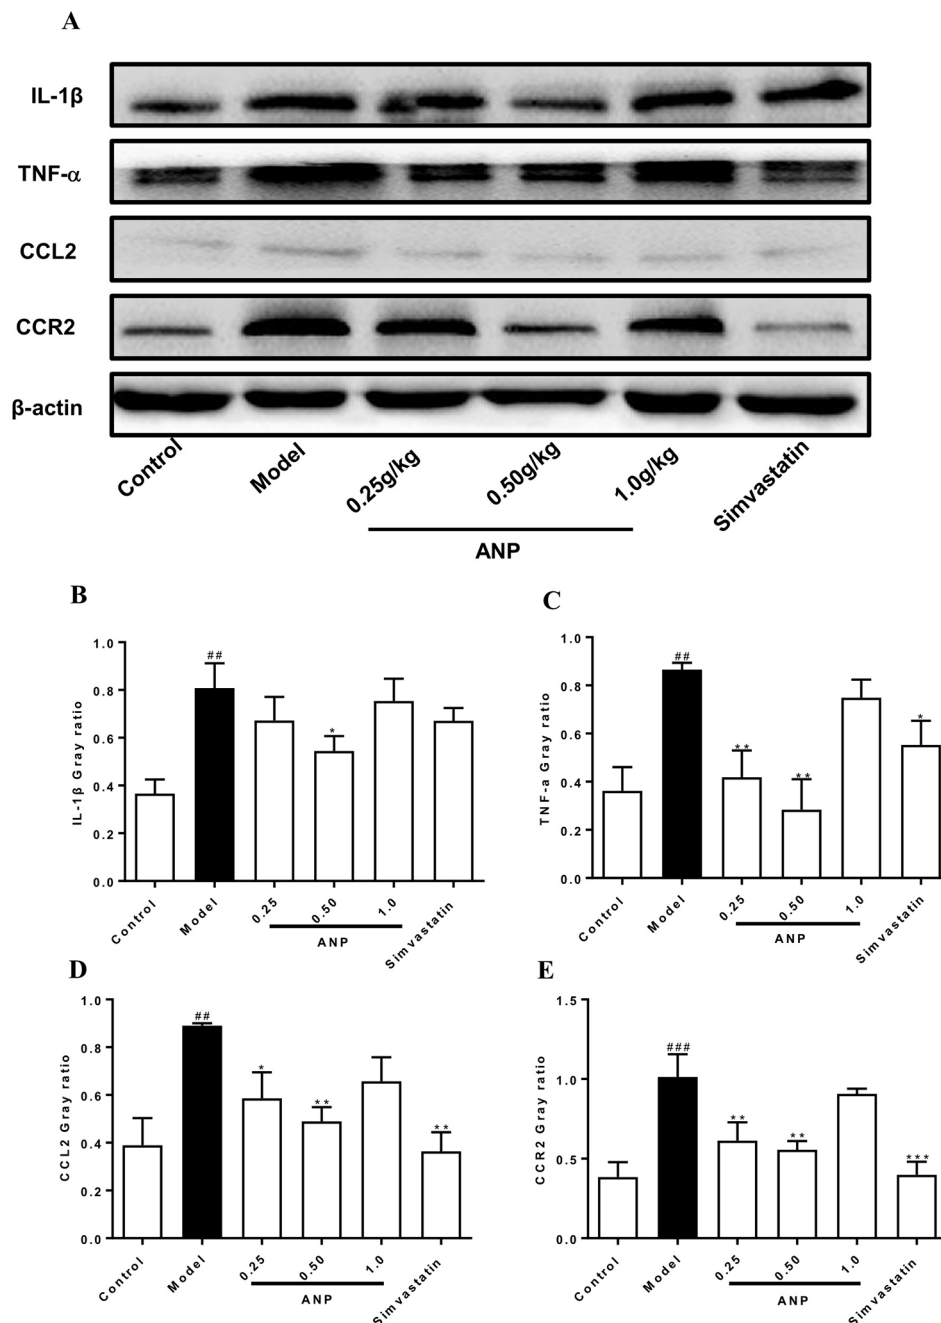 A
IL-1β
TNF-α
CCL2
CCR2
β-actin
Control
Model
0.25g/kg
0.50g/kg
1.0g/kg
Simvastatin
ANP
B
IL-1β Gray ratio
1.0
0.8
0.6
0.4
0.2
0.0
##
*
Control
Model
0.25
0.50
1.0
Simvastatin
ANP
C
TNF-a Gray ratio
1.0
0.8
0.6
0.4
0.2
0.0
##
**
**
*
Control
Model
0.25
0.50
1.0
Simvastatin
ANP
D
CCL2 Gray ratio
1.0
0.8
0.6
0.4
0.2
0.0
##
*
**
**
Control
Model
0.25
0.50
1.0
Simvastatin
ANP
E
CCR2 Gray ratio
1.5
1.0
0.5
0.0
###
**
**
***
Control
Model
0.25
0.50
1.0
Simvastatin
ANP